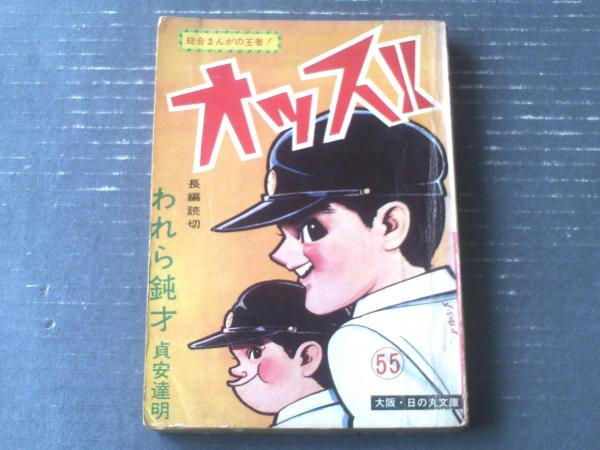 総合まんがの王者!
オッス!!
長編読切
われら鈍才
貞安達明
55
大阪・日の丸文庫